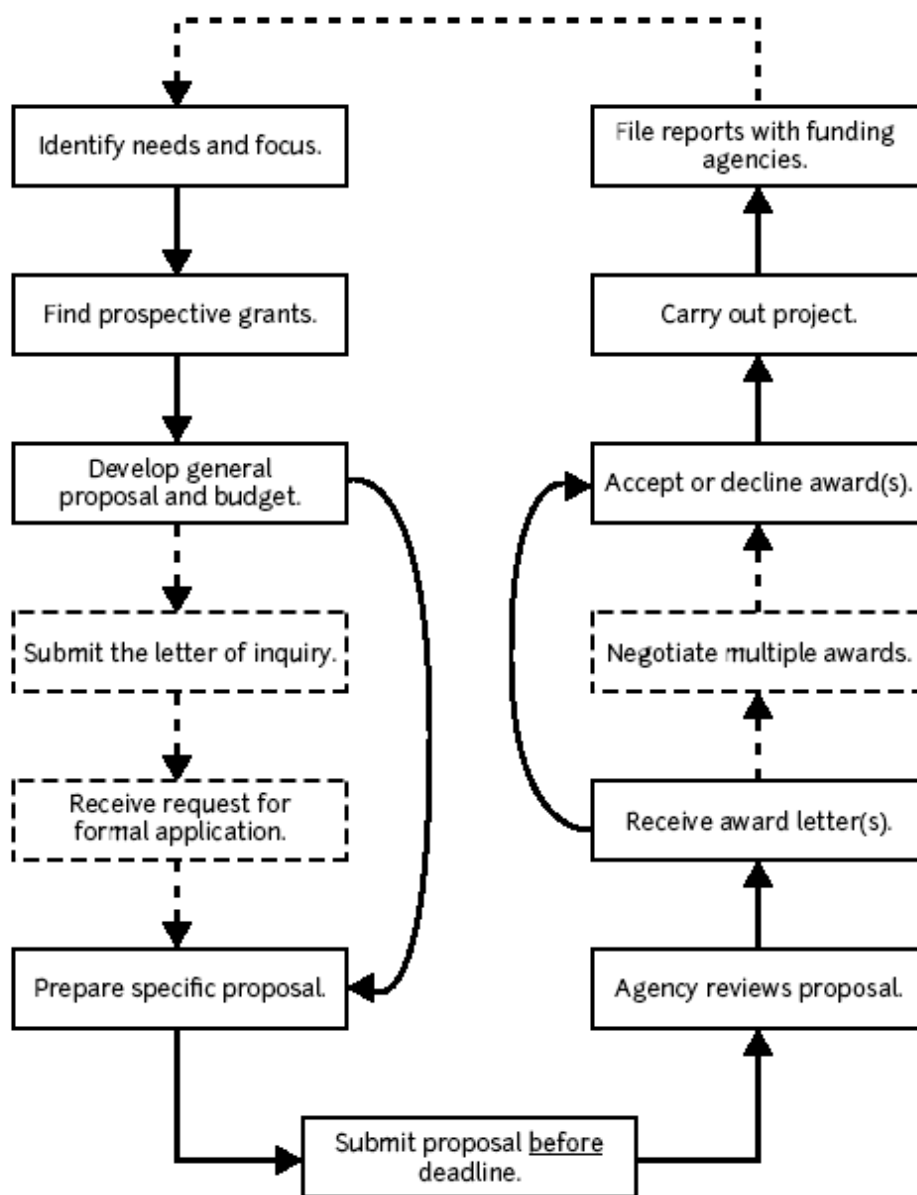 Identify needs and focus.
Find prospective grants.
Develop general
proposal and budget.
Submit the letter of inquiry.
Receive request for
formal application.
Prepare specific proposal.
Submit proposal before
deadline.
Agency reviews proposal.
Receive award letter(s).
Negotiate multiple awards.
Accept or decline award(s).
Carry out project.
File reports with funding
agencies.